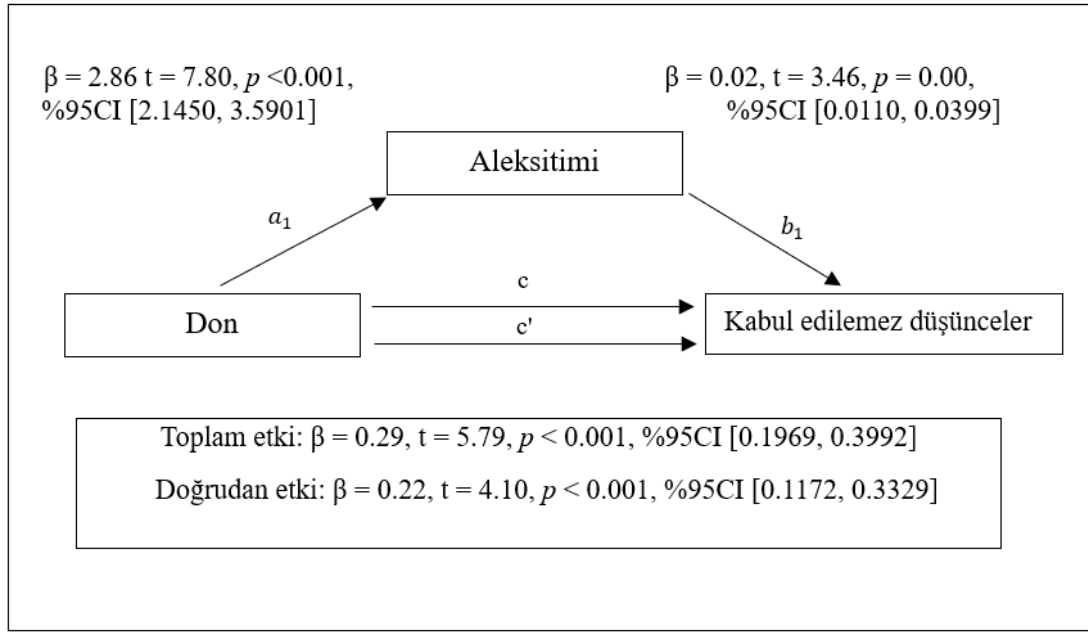 β = 2.86 t = 7.80, p <0.001,
%95CI [2.1450, 3.5901]
β = 0.02, t = 3.46, p = 0.00,
%95CI [0.0110, 0.0399]
Aleksitimi
a₁
b₁
c
Don
c'
Kabul edilemez düşünceler
Toplam etki: β = 0.29, t = 5.79, p < 0.001, %95CI [0.1969, 0.3992]
Doğrudan etki: β = 0.22, t = 4.10, p < 0.001, %95CI [0.1172, 0.3329]